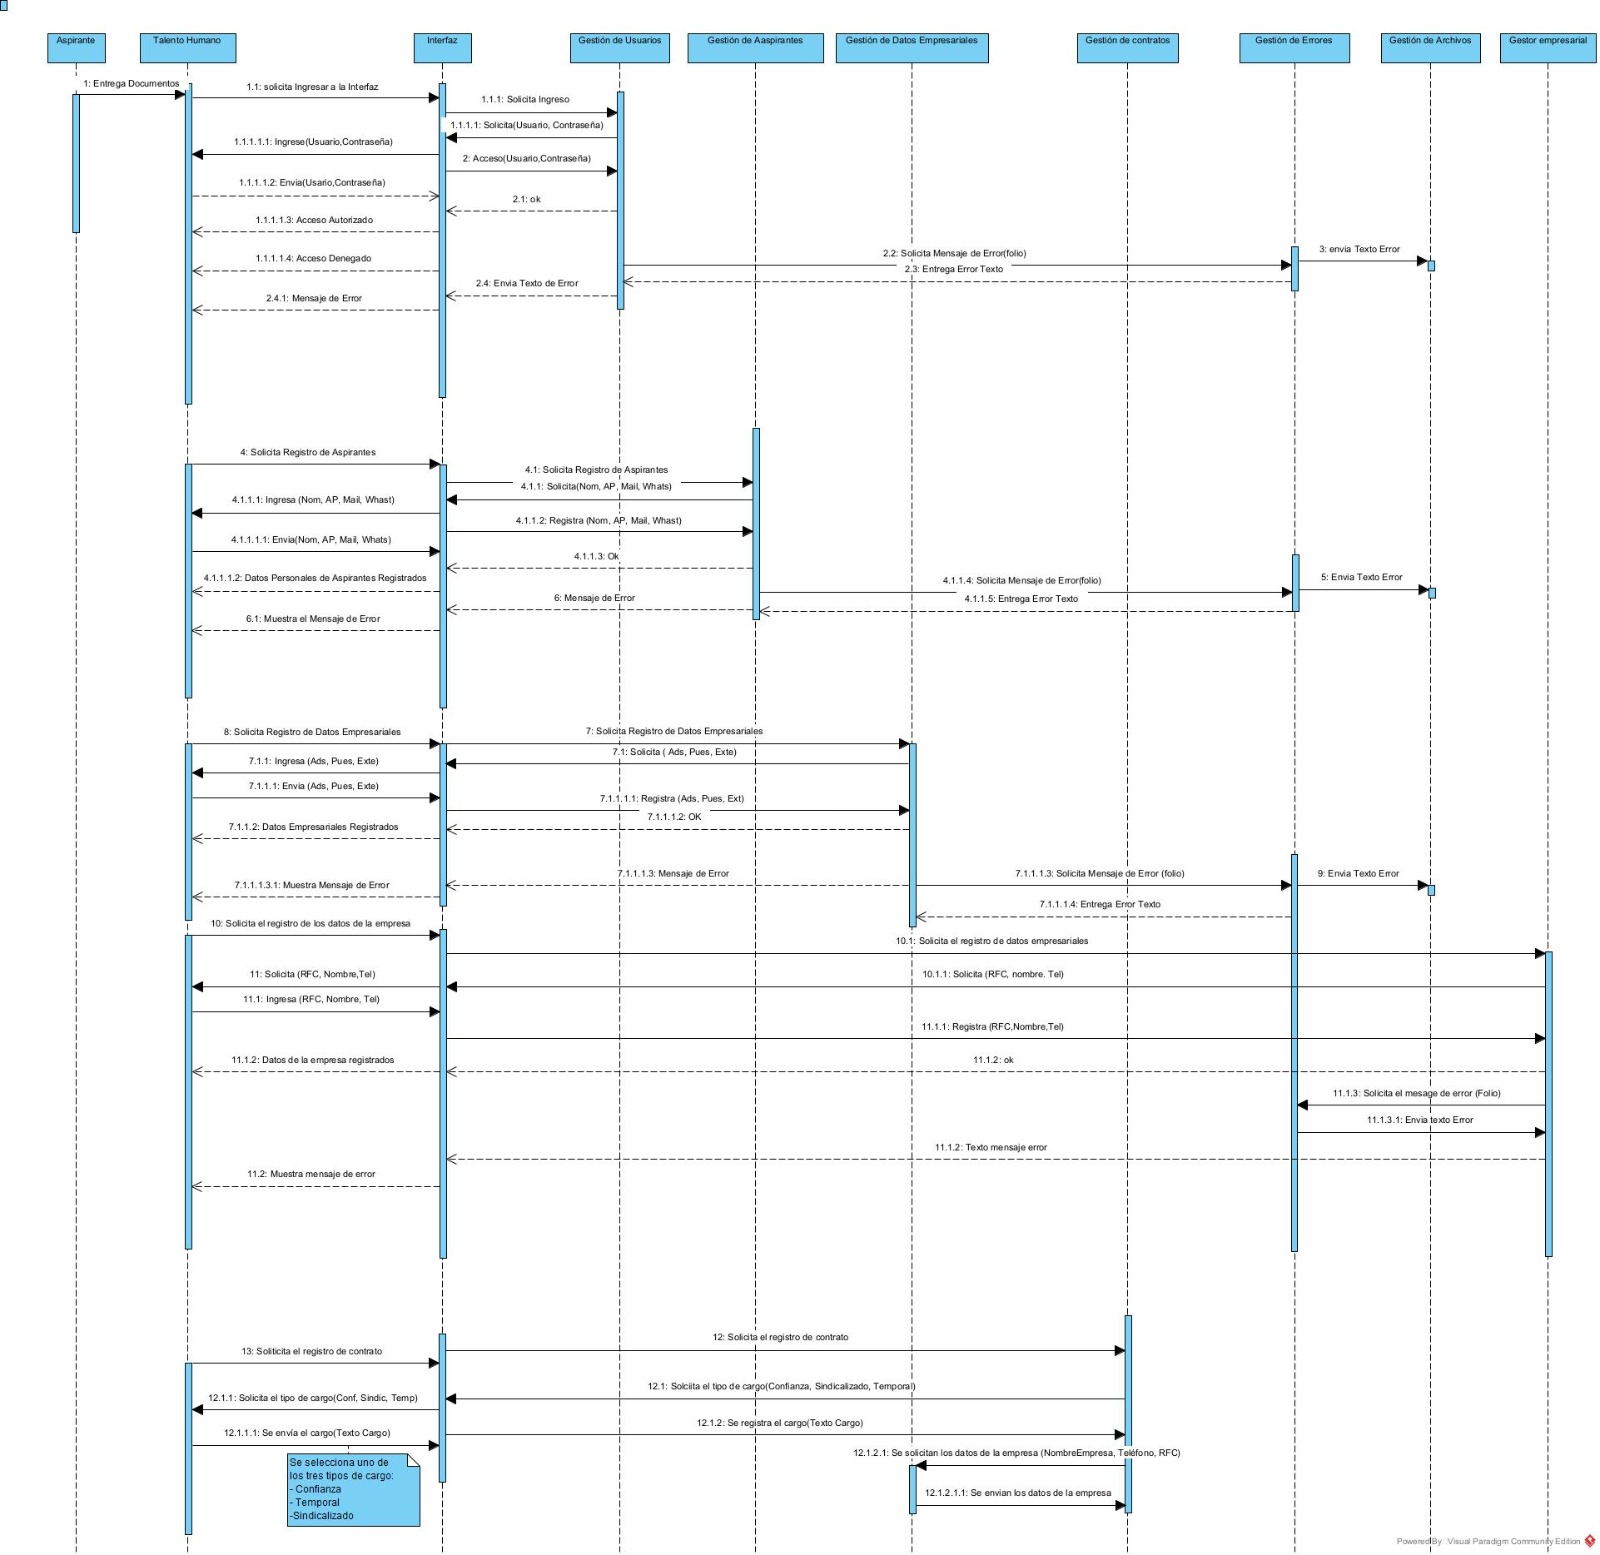 Aspirante
Talento Humano
Interfaz
Gestión de Usuarios
Gestión de Aaspirantes
Gestión de Datos Empresariales
Gestión de contratos
Gestión de Errores
Gestión de Archivos
Gestor empresarial
1: Entrega Documentos
1.1: solicita Ingresar a la Interfaz
1.1.1: Solicita Ingreso
1.1.1.1: Solicita(Usuario, Contraseña)
1.1.1.1.1: Ingrese(Usuario,Contraseña)
2: Acceso(Usuario,Contraseña)
1.1.1.1.2: Envia(Usario,Contraseña)
2.1: ok
1.1.1.1.3: Acceso Autorizado
2.2: Solicita Mensaje de Error(folio)
3: envia Texto Error
1.1.1.1.4: Acceso Denegado
2.3: Entrega Error Texto
2.4: Envia Texto de Error
2.4.1: Mensaje de Error
4: Solicita Registro de Aspirantes
4.1: Solicita Registro de Aspirantes
4.1.1: Solicita(Nom, AP, Mail, Whats)
4.1.1.1: Ingresa (Nom, AP, Mail, Whast)
4.1.1.2: Registra (Nom, AP, Mail, Whast)
4.1.1.1.1: Envia(Nom, AP, Mail, Whats)
4.1.1.3: Ok
4.1.1.1.2: Datos Personales de Aspirantes Registrados
4.1.1.4: Solicita Mensaje de Error(folio)
5: Envia Texto Error
6: Mensaje de Error
4.1.1.5: Entrega Error Texto
6.1: Muestra el Mensaje de Error
8: Solicita Registro de Datos Empresariales
7: Solicita Registro de Datos Empresariales
7.1: Solicita ( Ads, Pues, Exte)
7.1.1: Ingresa (Ads, Pues, Exte)
7.1.1.1: Envia (Ads, Pues, Exte)
7.1.1.1.1: Registra (Ads, Pues, Ext)
7.1.1.1.2: OK
7.1.1.2: Datos Empresariales Registrados
7.1.1.1.3: Mensaje de Error
7.1.1.1.3: Solicita Mensaje de Error (folio)
9: Envia Texto Error
7.1.1.1.3.1: Muestra Mensaje de Error
7.1.1.1.4: Entrega Error Texto
10: Solicita el registro de los datos de la empresa
10.1: Solicita el registro de datos empresariales
11: Solicita (RFC, Nombre,Tel)
10.1.1: Solicita (RFC, nombre. Tel)
11.1: Ingresa (RFC, Nombre, Tel)
11.1.1: Registra (RFC,Nombre,Tel)
11.1.2: Datos de la empresa registrados
11.1.2: ok
11.1.3: Solicita el mesage de error (Folio)
11.1.3.1: Envia texto Error
11.1.2: Texto mensaje error
11.2: Muestra mensaje de error
12: Solicita el registro de contrato
13: Soliticita el registro de contrato
12.1: Solciita el tipo de cargo(Confianza, Sindicalizado, Temporal)
12.1.1: Solicita el tipo de cargo(Conf, Sindic, Temp)
12.1.2: Se registra el cargo(Texto Cargo)
12.1.1.1: Se envía el cargo(Texto Cargo)
12.1.2.1: Se solicitan los datos de la empresa (NombreEmpresa, Teléfono, RFC)
Se selecciona uno de
los tres tipos de cargo:
- Confianza
- Temporal
-Sindicalizado
12.1.2.1.1: Se envian los datos de la empresa
Powered By Visual Paradigm Community Edition